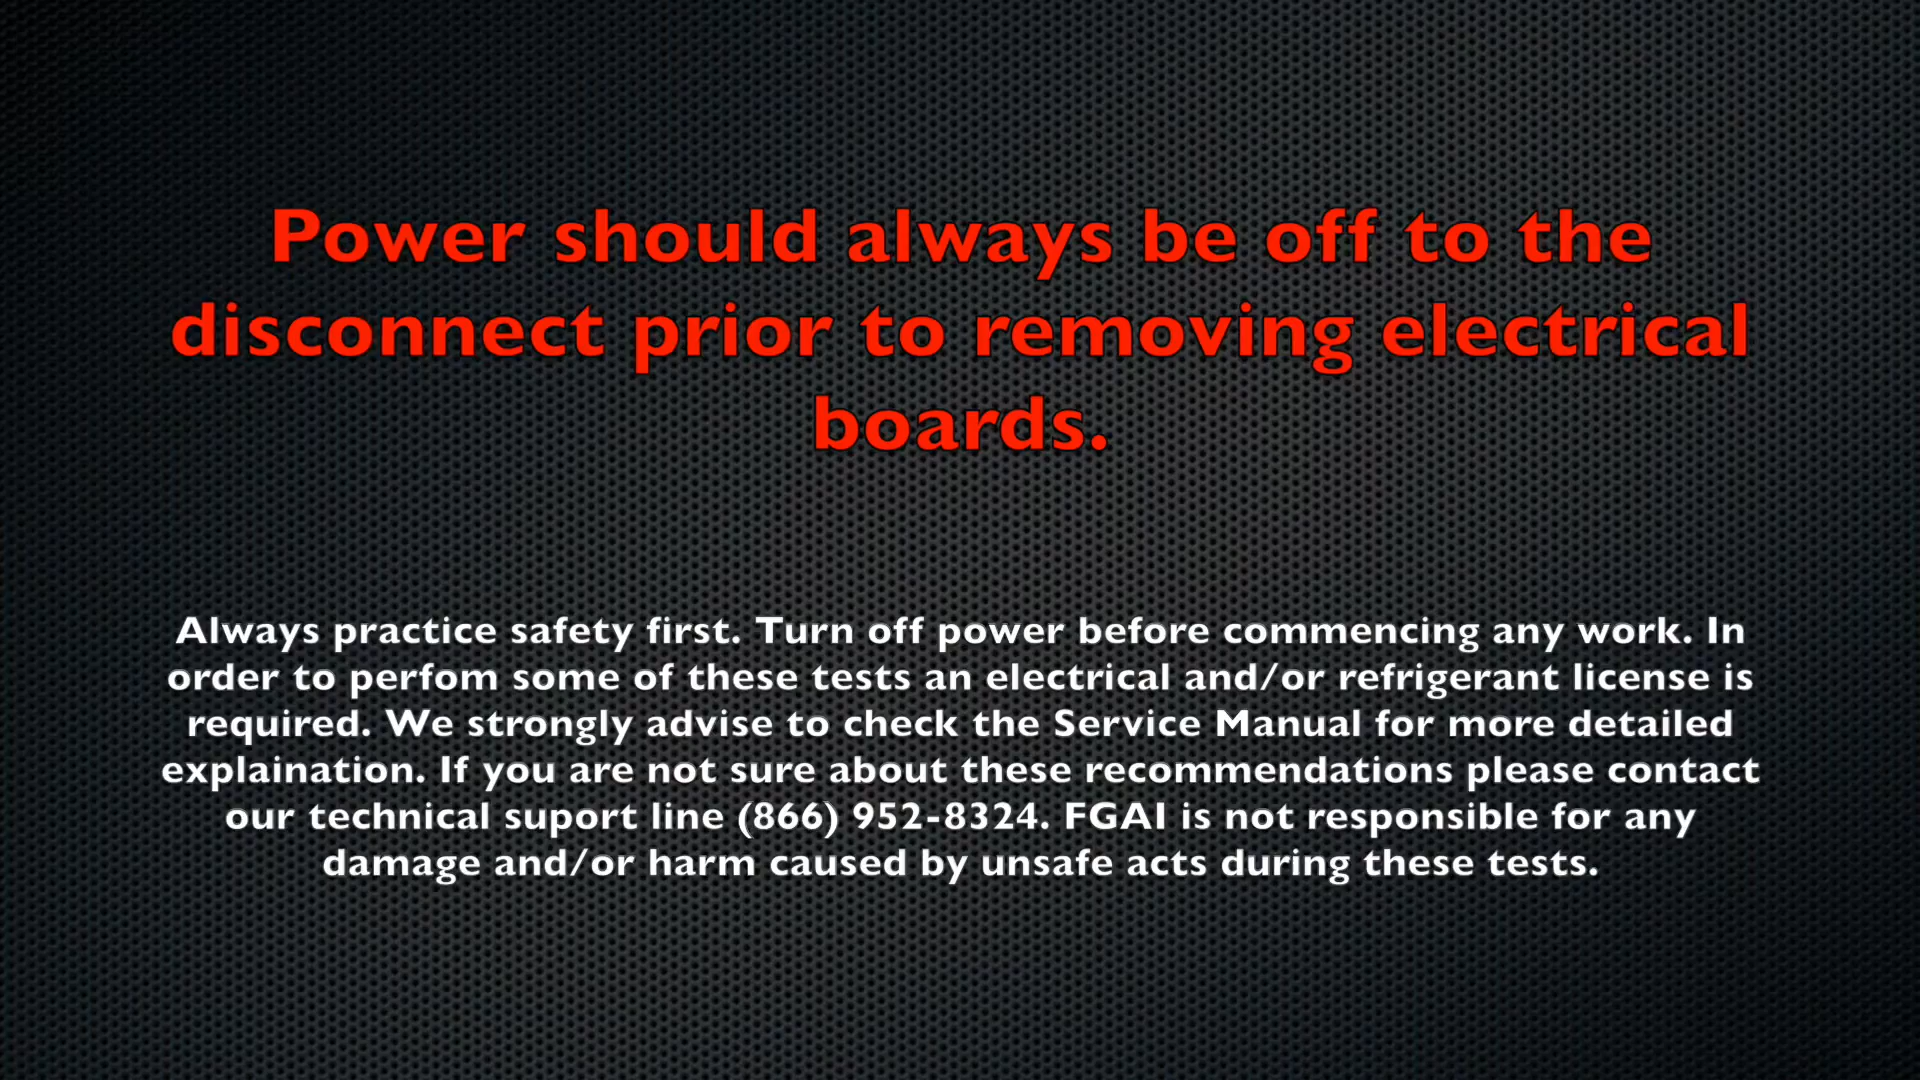 Power should always be off to the
disconnect prior to removing electrical
boards.
Always practice safety first. Turn off power before commencing any work. In
order to perfom some of these tests an electrical and/or refrigerant license is
required. We strongly advise to check the Service Manual for more detailed
explaination. If you are not sure about these recommendations please contact
our technical suport line (866) 952-8324. FGAI is not responsible for any
damage and/or harm caused by unsafe acts during these tests.